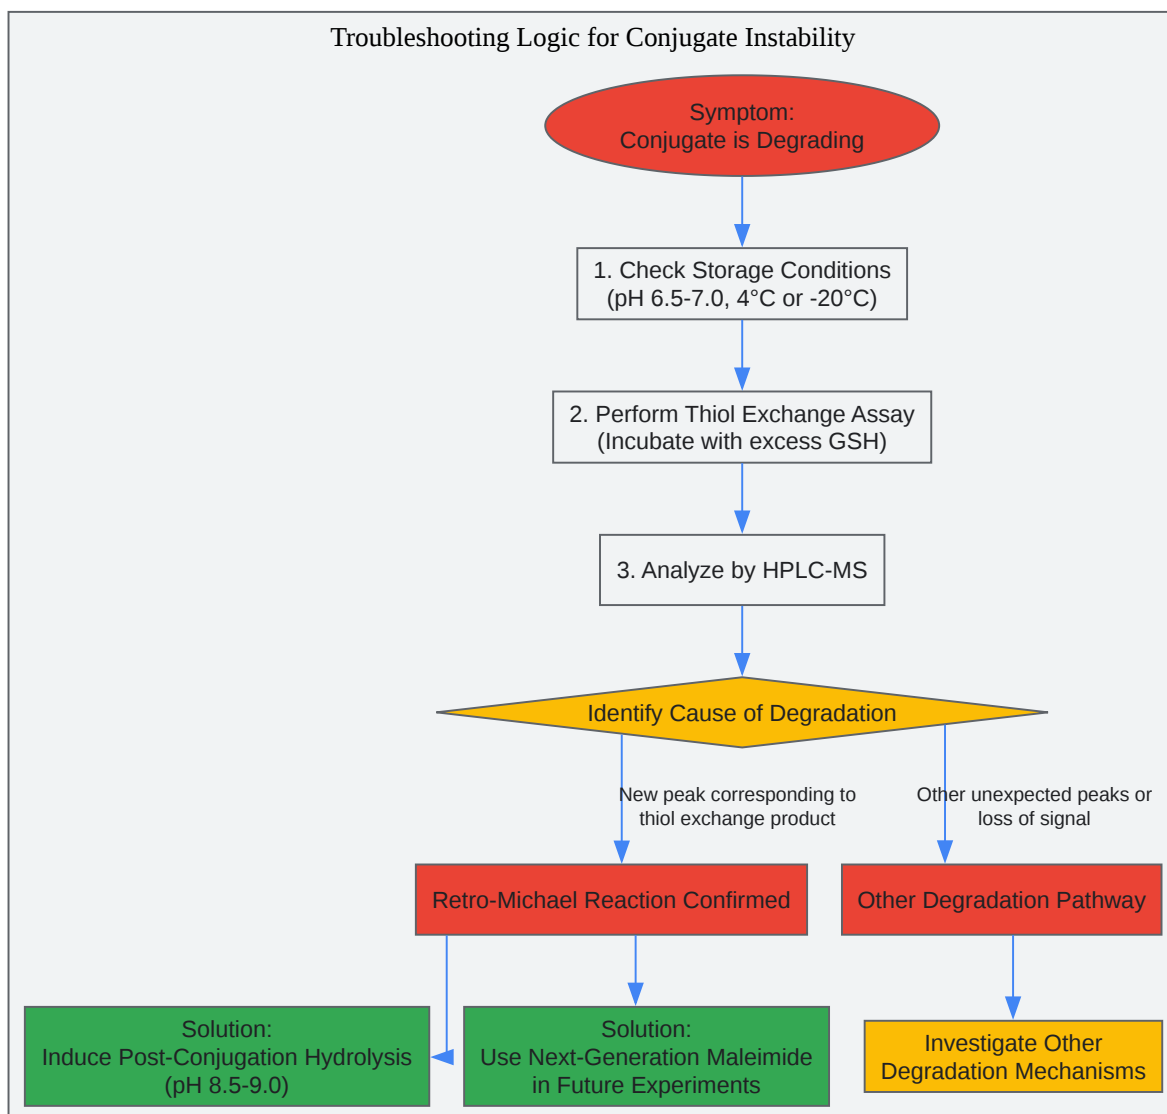 Troubleshooting Logic for Conjugate Instability
Symptom:
Conjugate is Degrading
1. Check Storage Conditions
(pH 6.5-7.0, 4°C or -20°C)
2. Perform Thiol Exchange Assay
(Incubate with excess GSH)
3. Analyze by HPLC-MS
Identify Cause of Degradation
New peak corresponding to
thiol exchange product
Other unexpected peaks or
loss of signal
Retro-Michael Reaction Confirmed
Other Degradation Pathway
Solution:
Induce Post-Conjugation Hydrolysis
(pH 8.5-9.0)
Solution:
Use Next-Generation Maleimide
in Future Experiments
Investigate Other
Degradation Mechanisms